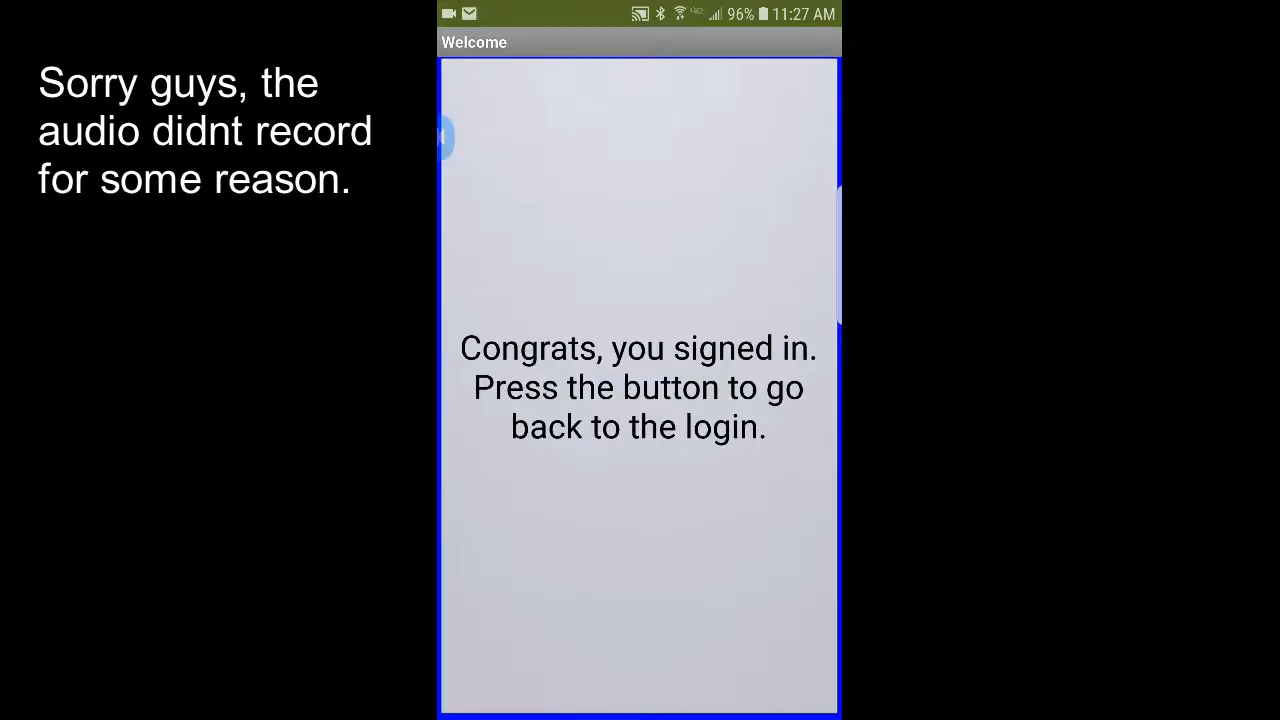 Sorry guys, the
audio didnt record
for some reason.
96% 11:27 AM
Welcome
Congrats, you signed in.
Press the button to go
back to the login.